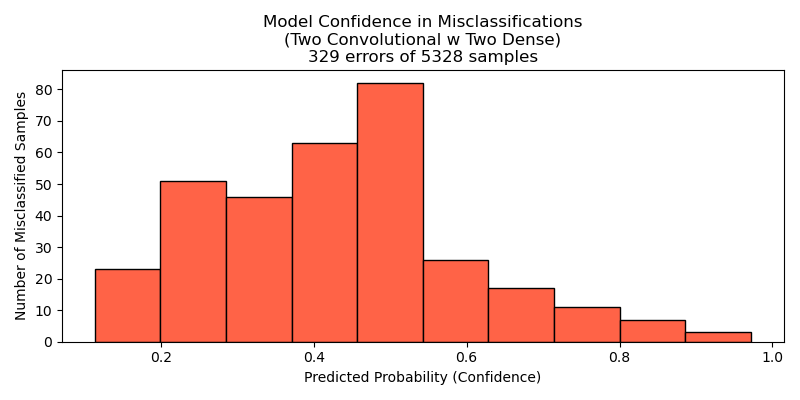 Model Confidence in Misclassifications
(Two Convolutional w Two Dense)
329 errors of 5328 samples
Number of Misclassified Samples
80
70
60
50
40
30
20
10
0
0.2 0.4 0.6 0.8 1.0
Predicted Probability (Confidence)